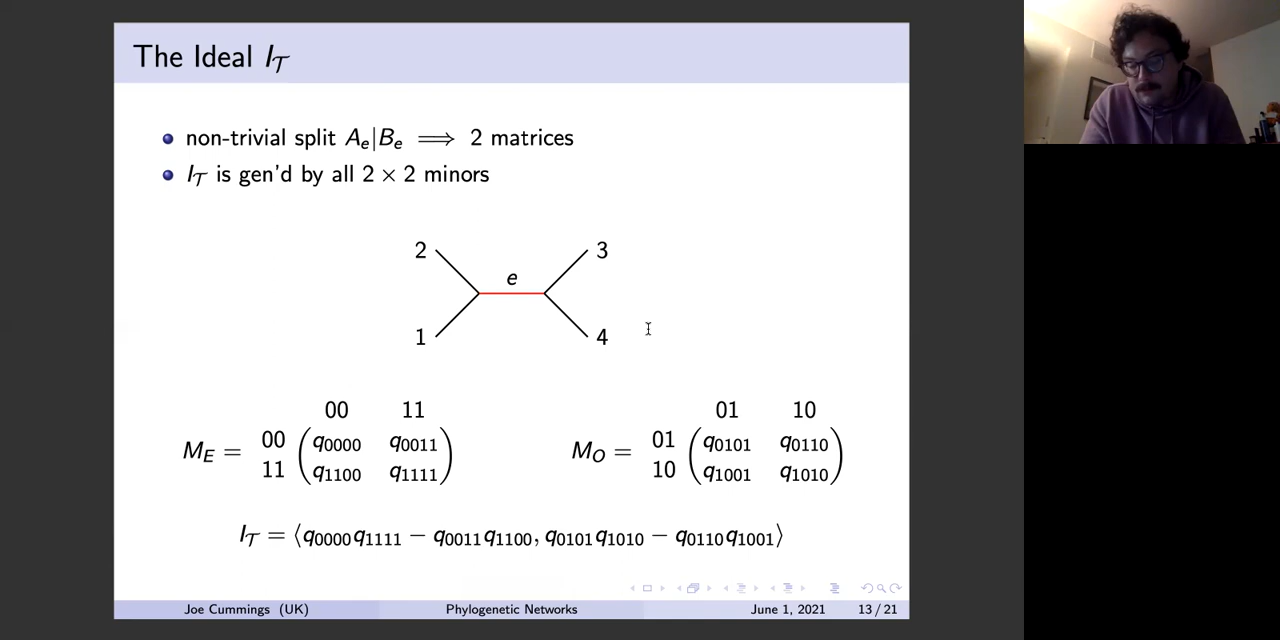 The Ideal I_𝒯
non-trivial split A_e|B_e ⟹ 2 matrices
I_𝒯 is gen'd by all 2 × 2 minors
2 3
e
1 4
00 11
M_E = 00 ( q_0000 q_0011 )
11 ( q_1100 q_1111 )
01 10
M_O = 01 ( q_0101 q_0110 )
10 ( q_1001 q_1010 )
I_𝒯 = ⟨q_0000 q_1111 − q_0011 q_1100, q_0101 q_1010 − q_0110 q_1001⟩
Joe Cummings (UK) Phylogenetic Networks June 1, 2021 13 / 21